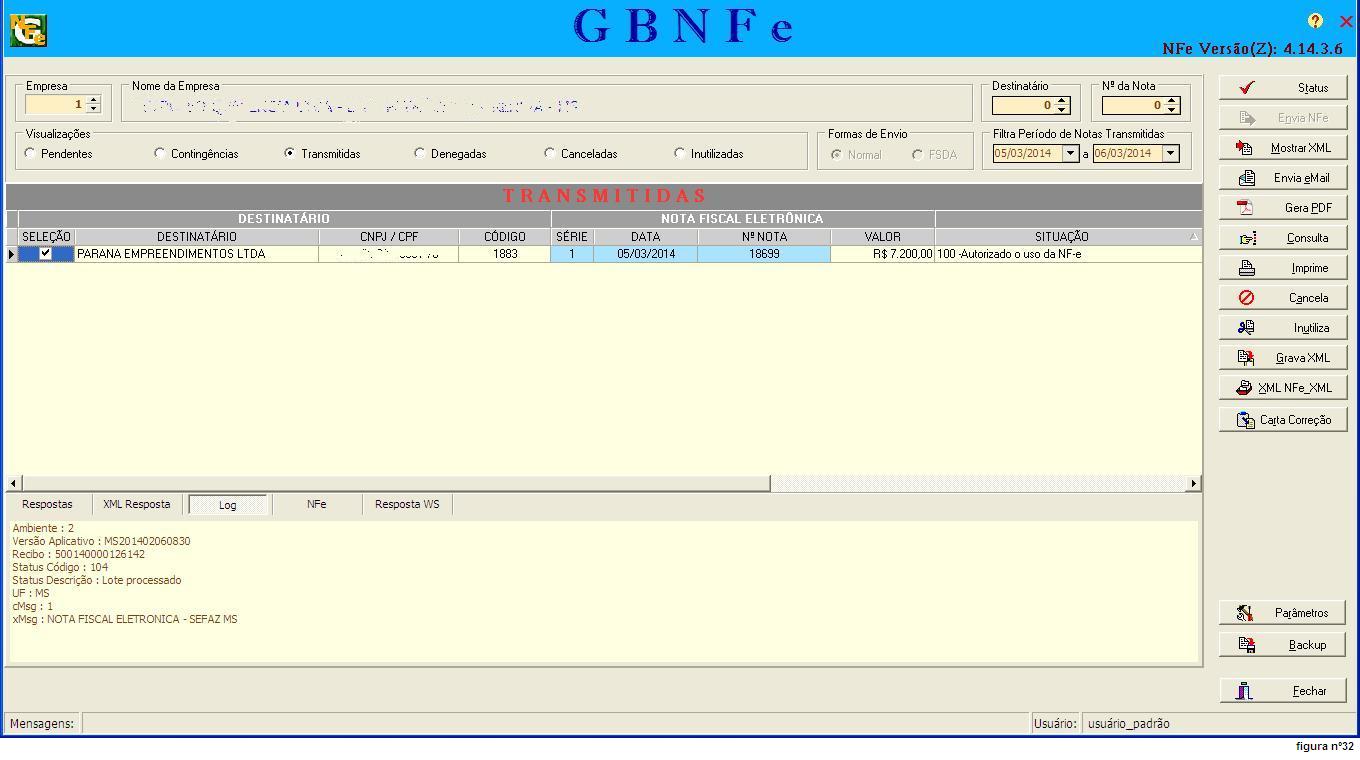 GBNFe
NFe Versão(Z): 4.14.3.6
Empresa
1
Nome da Empresa
Destinatário
0
Nº da Nota
0
Visualizações
Pendentes
Contingências
Transmitidas
Denegadas
Canceladas
Inutilizadas
Formas de Envio
Normal
FSDA
Filtra Período de Notas Transmitidas
05/03/2014 a 06/03/2014
TRANSMITIDAS
DESTINATÁRIO NOTA FISCAL ELETRÔNICA
SELEÇÃO DESTINATÁRIO CNPJ / CPF CÓDIGO SÉRIE DATA Nº NOTA VALOR SITUAÇÃO
PARANA EMPREENDIMENTOS LTDA 1883 1 05/03/2014 18699 R$ 7.200,00 100 -Autorizado o uso da NF-e
Respostas XML Resposta Log NFe Resposta WS
Ambiente : 2
Versão Aplicativo : MS201402060830
Recibo : 500140000126142
Status Código : 104
Status Descrição : Lote processado
UF : MS
cMsg : 1
xMsg : NOTA FISCAL ELETRONICA - SEFAZ MS
Status
Envia NFe
Mostrar XML
Envia eMail
Gera PDF
Consulta
Imprime
Cancela
Inutiliza
Grava XML
XML NFe_XML
Carta Correção
Parâmetros
Backup
Fechar
Mensagens:
Usuário: usuário_padrão
figura nº32